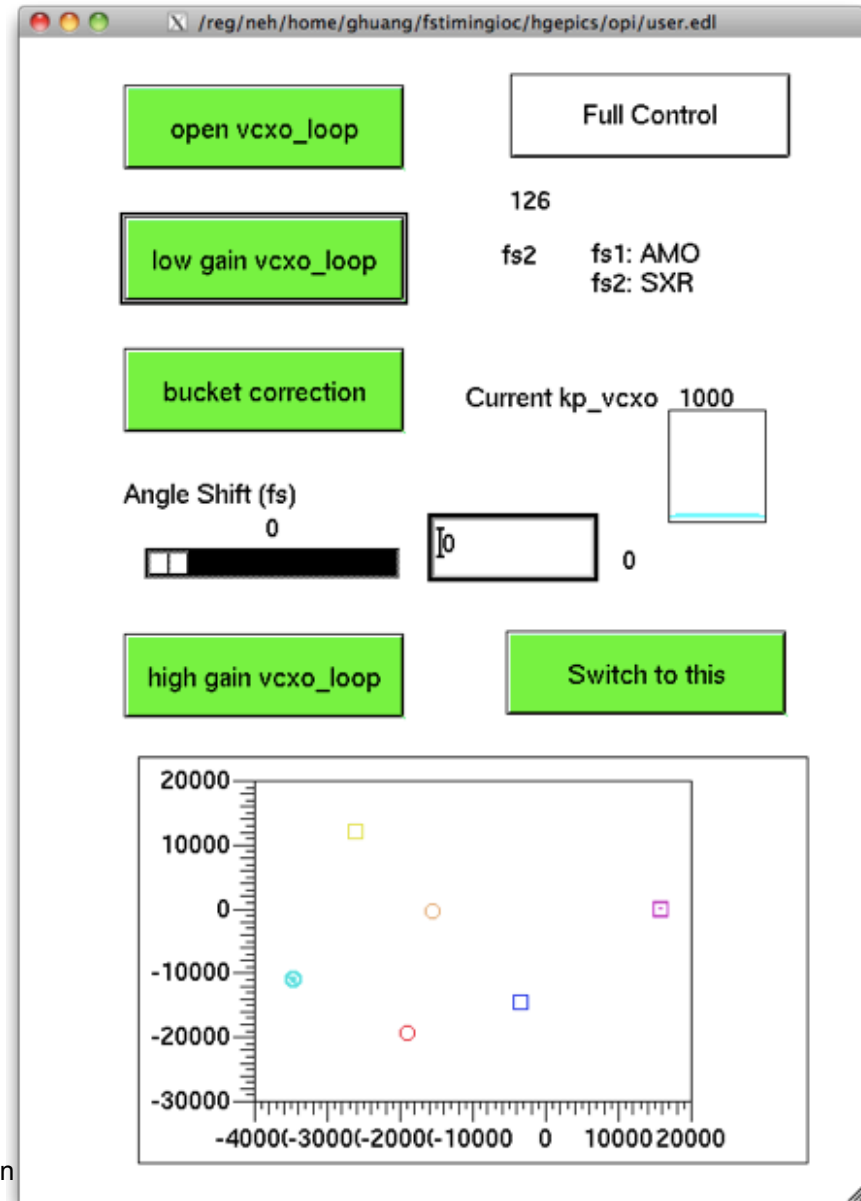 /reg/neh/home/ghuang/fstimingioc/hgepics/opi/user.edl
open vcxo_loop
Full Control
126
low gain vcxo_loop
fs2
fs1: AMO
fs2: SXR
bucket correction
Current kp_vcxo 1000
Angle Shift (fs)
0
0
0
high gain vcxo_loop
Switch to this
20000
10000
0
-10000
-20000
-30000
-4000(-3000(-2000(-10000 0 10000 20000
n